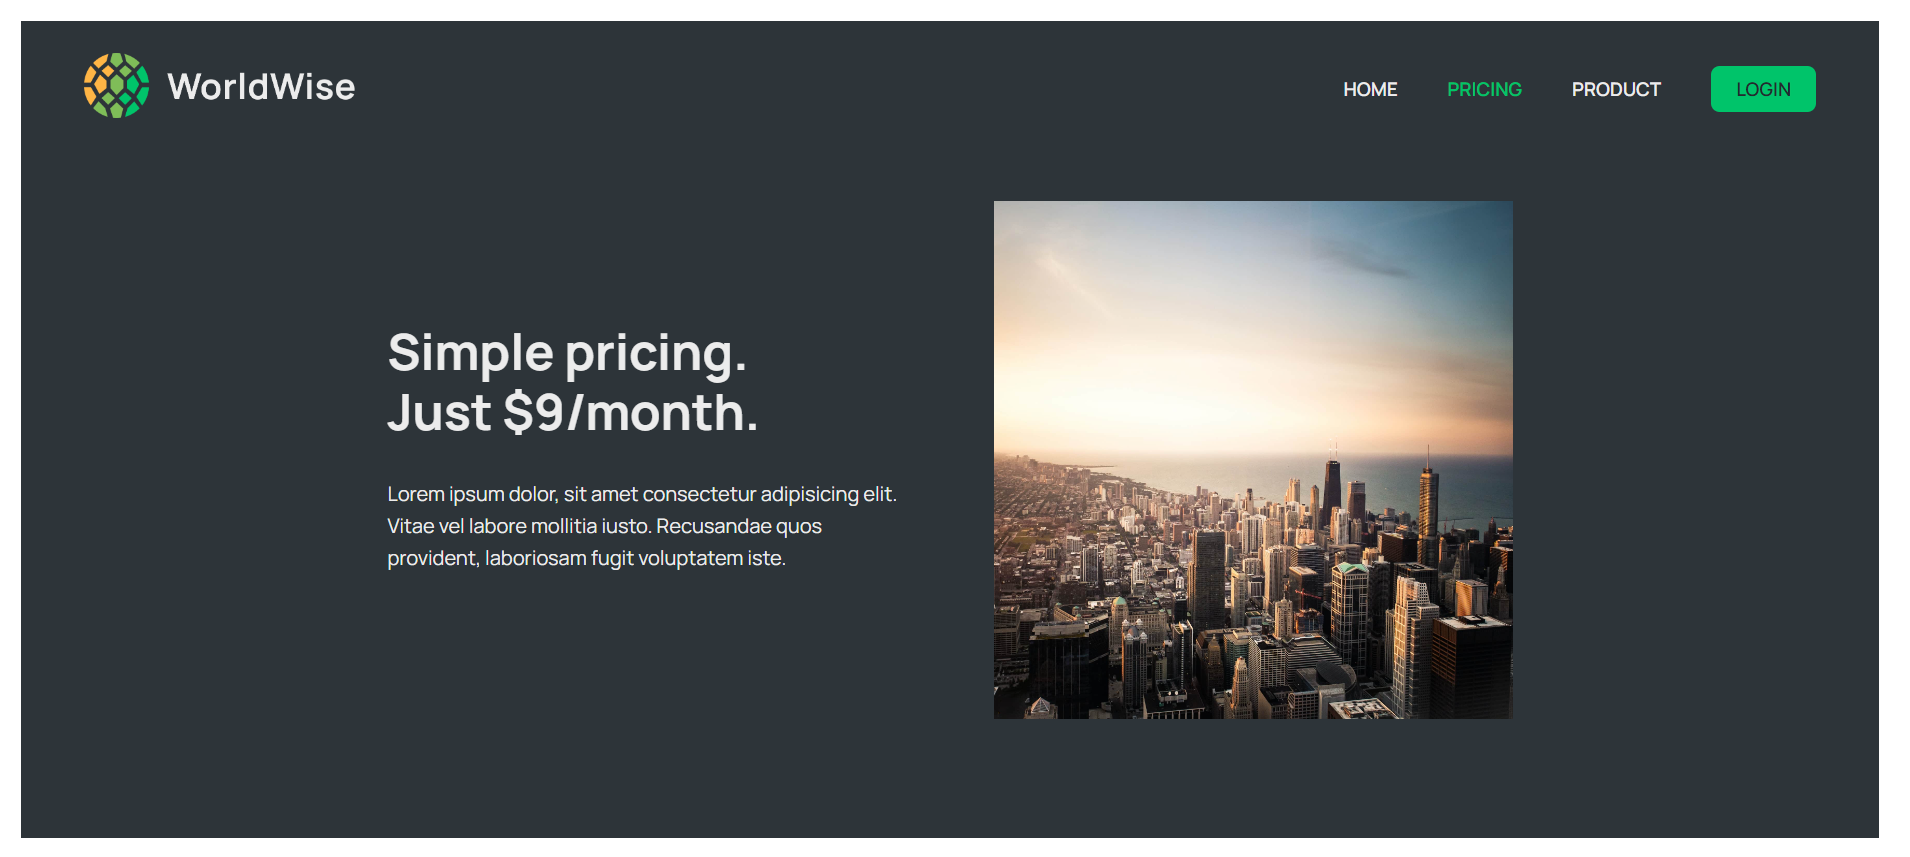 WorldWise
HOME PRICING PRODUCT LOGIN
Simple pricing.
Just $9/month.
Lorem ipsum dolor, sit amet consectetur adipisicing elit.
Vitae vel labore mollitia iusto. Recusandae quos
provident, laboriosam fugit voluptatem iste.